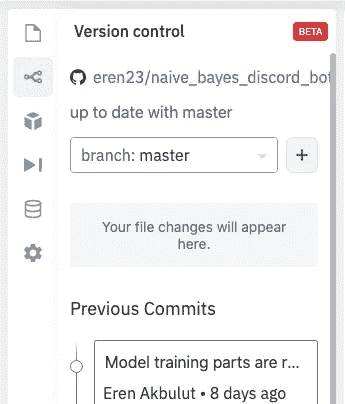 Version control
BETA
eren23/naive_bayes_discord_bot
up to date with master
branch: master
+
Your file changes will appear
here.
Previous Commits
Model training parts are r...
Eren Akbulut • 8 days ago